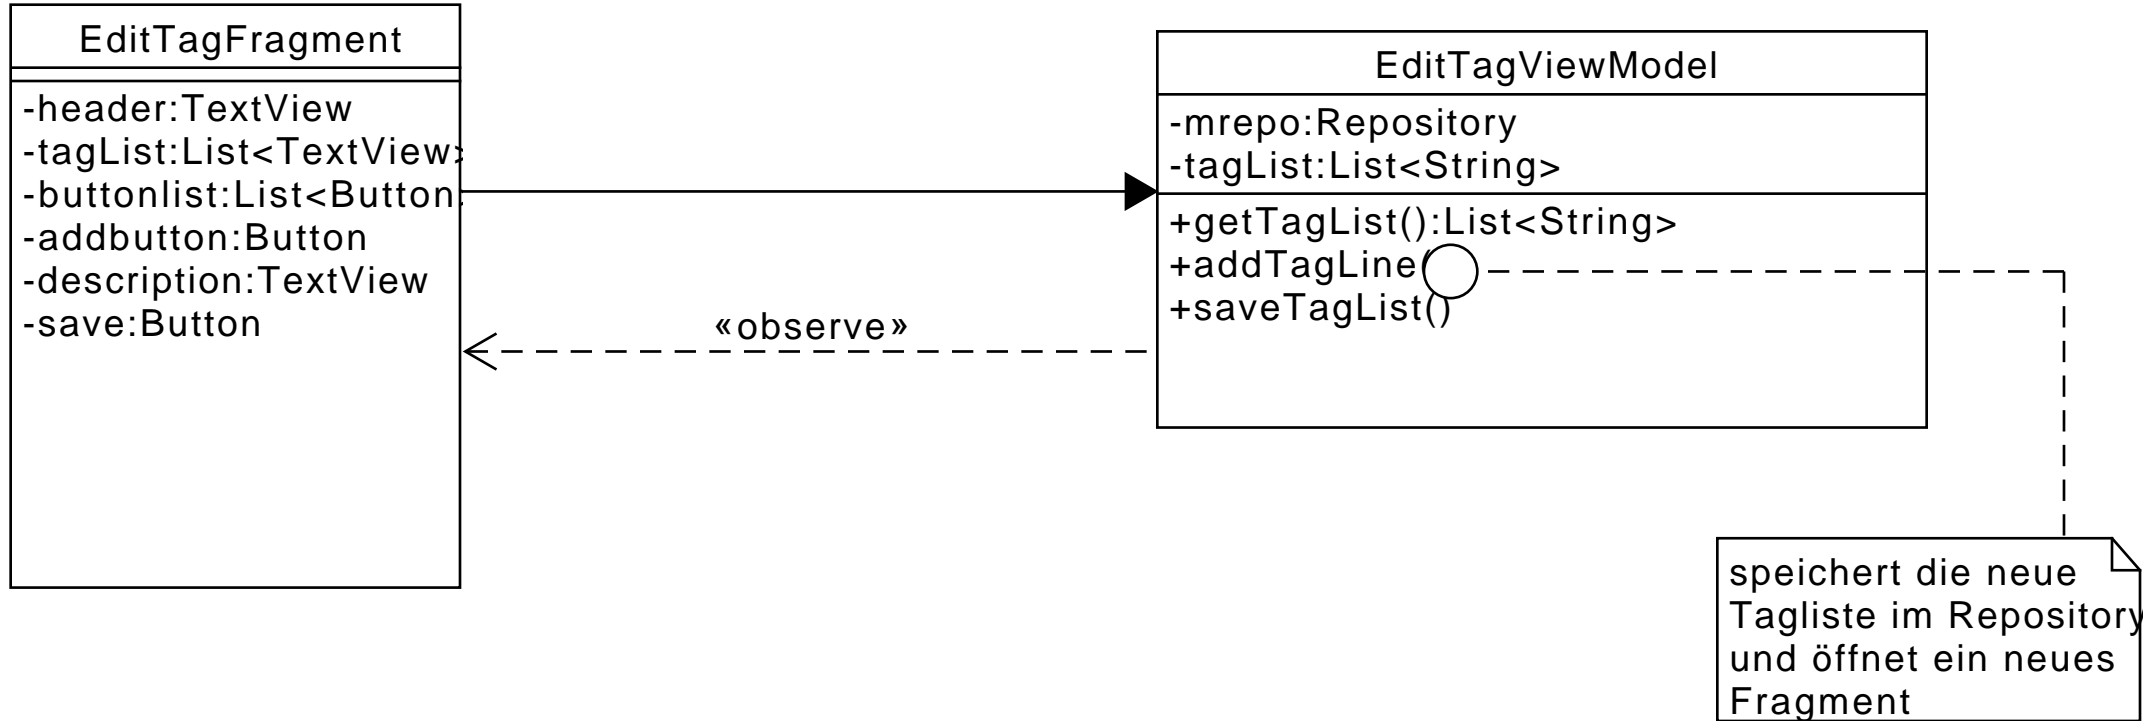 EditTagFragment
-header:TextView
-tagList:List<TextView>
-buttonlist:List<Button
-addbutton:Button
-description:TextView
-save:Button
«observe»
EditTagViewModel
-mrepo:Repository
-tagList:List<String>
+getTagList():List<String>
+addTagLine(
+saveTagList()
speichert die neue
Tagliste im Repository
und öffnet ein neues
Fragment